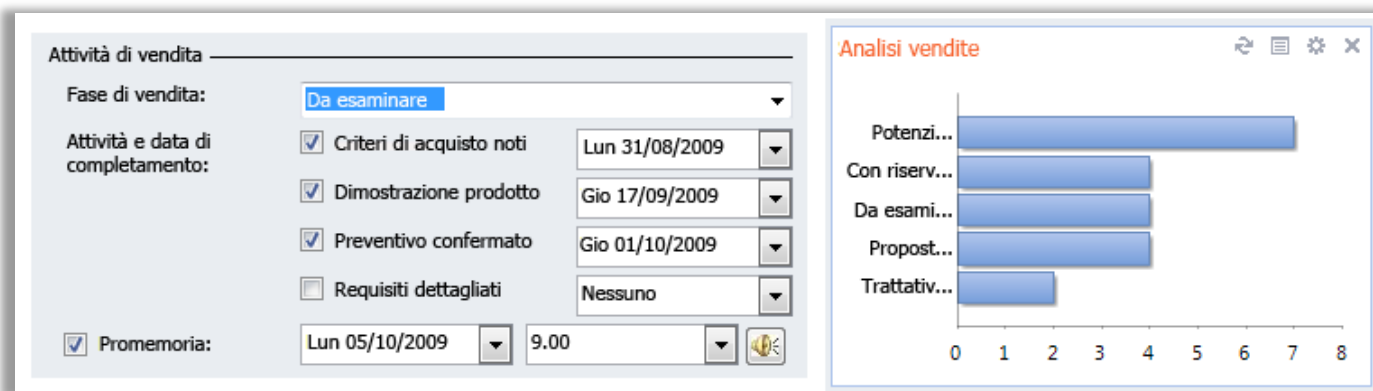 Attività di vendita
Fase di vendita:
Da esaminare
Attività e data di
completamento:
Criteri di acquisto noti
Lun 31/08/2009
Dimostrazione prodotto
Gio 17/09/2009
Preventivo confermato
Gio 01/10/2009
Requisiti dettagliati
Nessuno
Promemoria:
Lun 05/10/2009
9.00
Analisi vendite
Potenzi...
Con riserv...
Da esami...
Propost...
Trattativ...
0 1 2 3 4 5 6 7 8